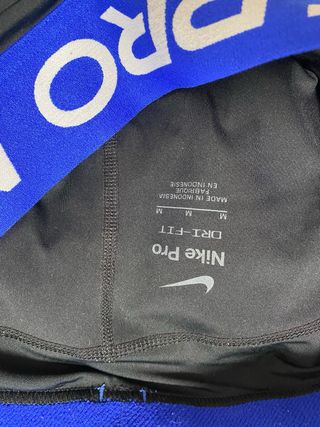 PRO N
Nike Pro
DRI-FIT
M M M
MADE IN INDONESIA
FABRIQUE
EN INDONESIE